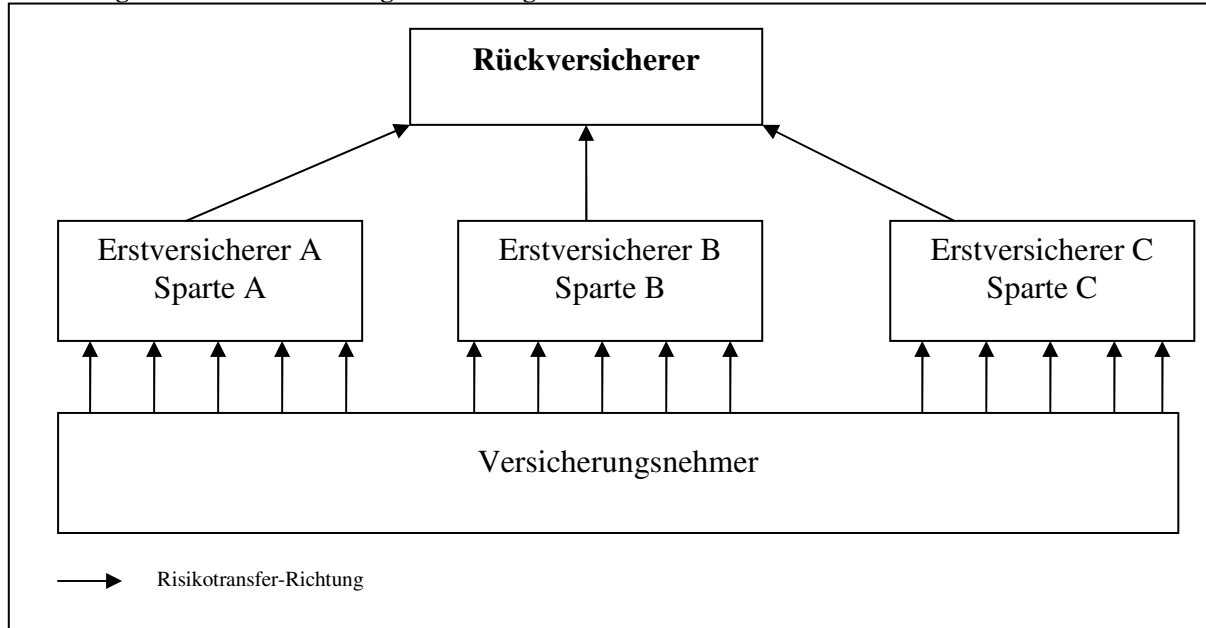 Rückversicherer
Erstversicherer A
Sparte A
Erstversicherer B
Sparte B
Erstversicherer C
Sparte C
Versicherungsnehmer
Risikotransfer-Richtung